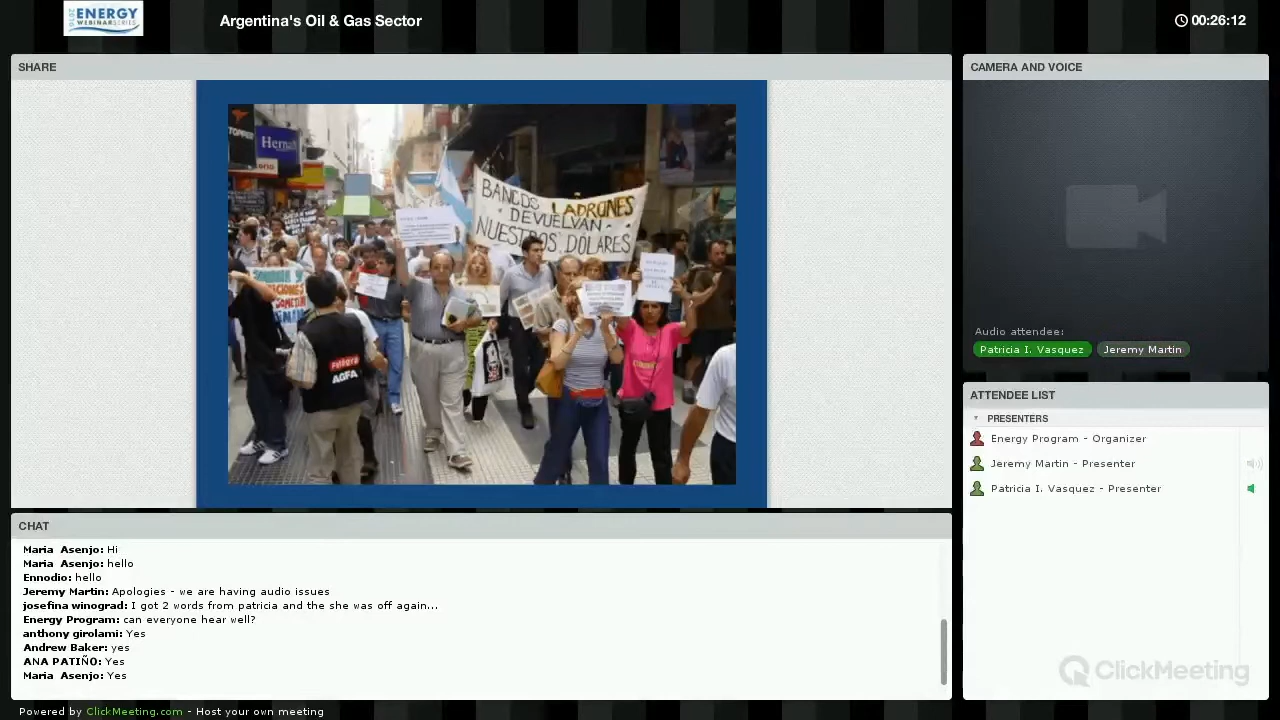 2016 ENERGY
WEBINAR SERIES
Argentina's Oil & Gas Sector
00:26:12
SHARE
BANCOS LADRONES
DEVUELVAN
NUESTROS DOLARES
AGFA
CHAT
Maria Asenjo: Hi
Maria Asenjo: hello
Ennodio: hello
Jeremy Martin: Apologies - we are having audio issues
josefina winograd: I got 2 words from patricia and the she was off again...
Energy Program: can everyone hear well?
anthony girolami: Yes
Andrew Baker: yes
ANA PATIÑO: Yes
Maria Asenjo: Yes
CAMERA AND VOICE
Audio attendee:
Patricia I. Vasquez
Jeremy Martin
ATTENDEE LIST
PRESENTERS
Energy Program - Organizer
Jeremy Martin - Presenter
Patricia I. Vasquez - Presenter
ClickMeeting
Powered by ClickMeeting.com - Host your own meeting